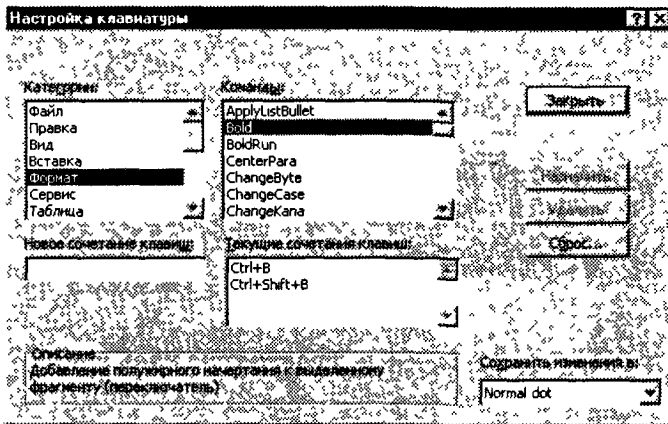 Настройка клавиатуры
Категории:
Файл
Правка
Вид
Вставка
Формат
Сервис
Таблица
Команды:
ApplyListBullet
Bold
BoldRun
CenterPara
ChangeByte
ChangeCase
ChangeKana
Закрыть
Назначить
Удалить
Сброс...
Новое сочетание клавиш:
Текущие сочетания клавиш:
Ctrl+B
Ctrl+Shift+B
Описание
Добавление полужирного начертания к выделенному
фрагменту (переключатель)
Сохранить изменения в:
Normal dot